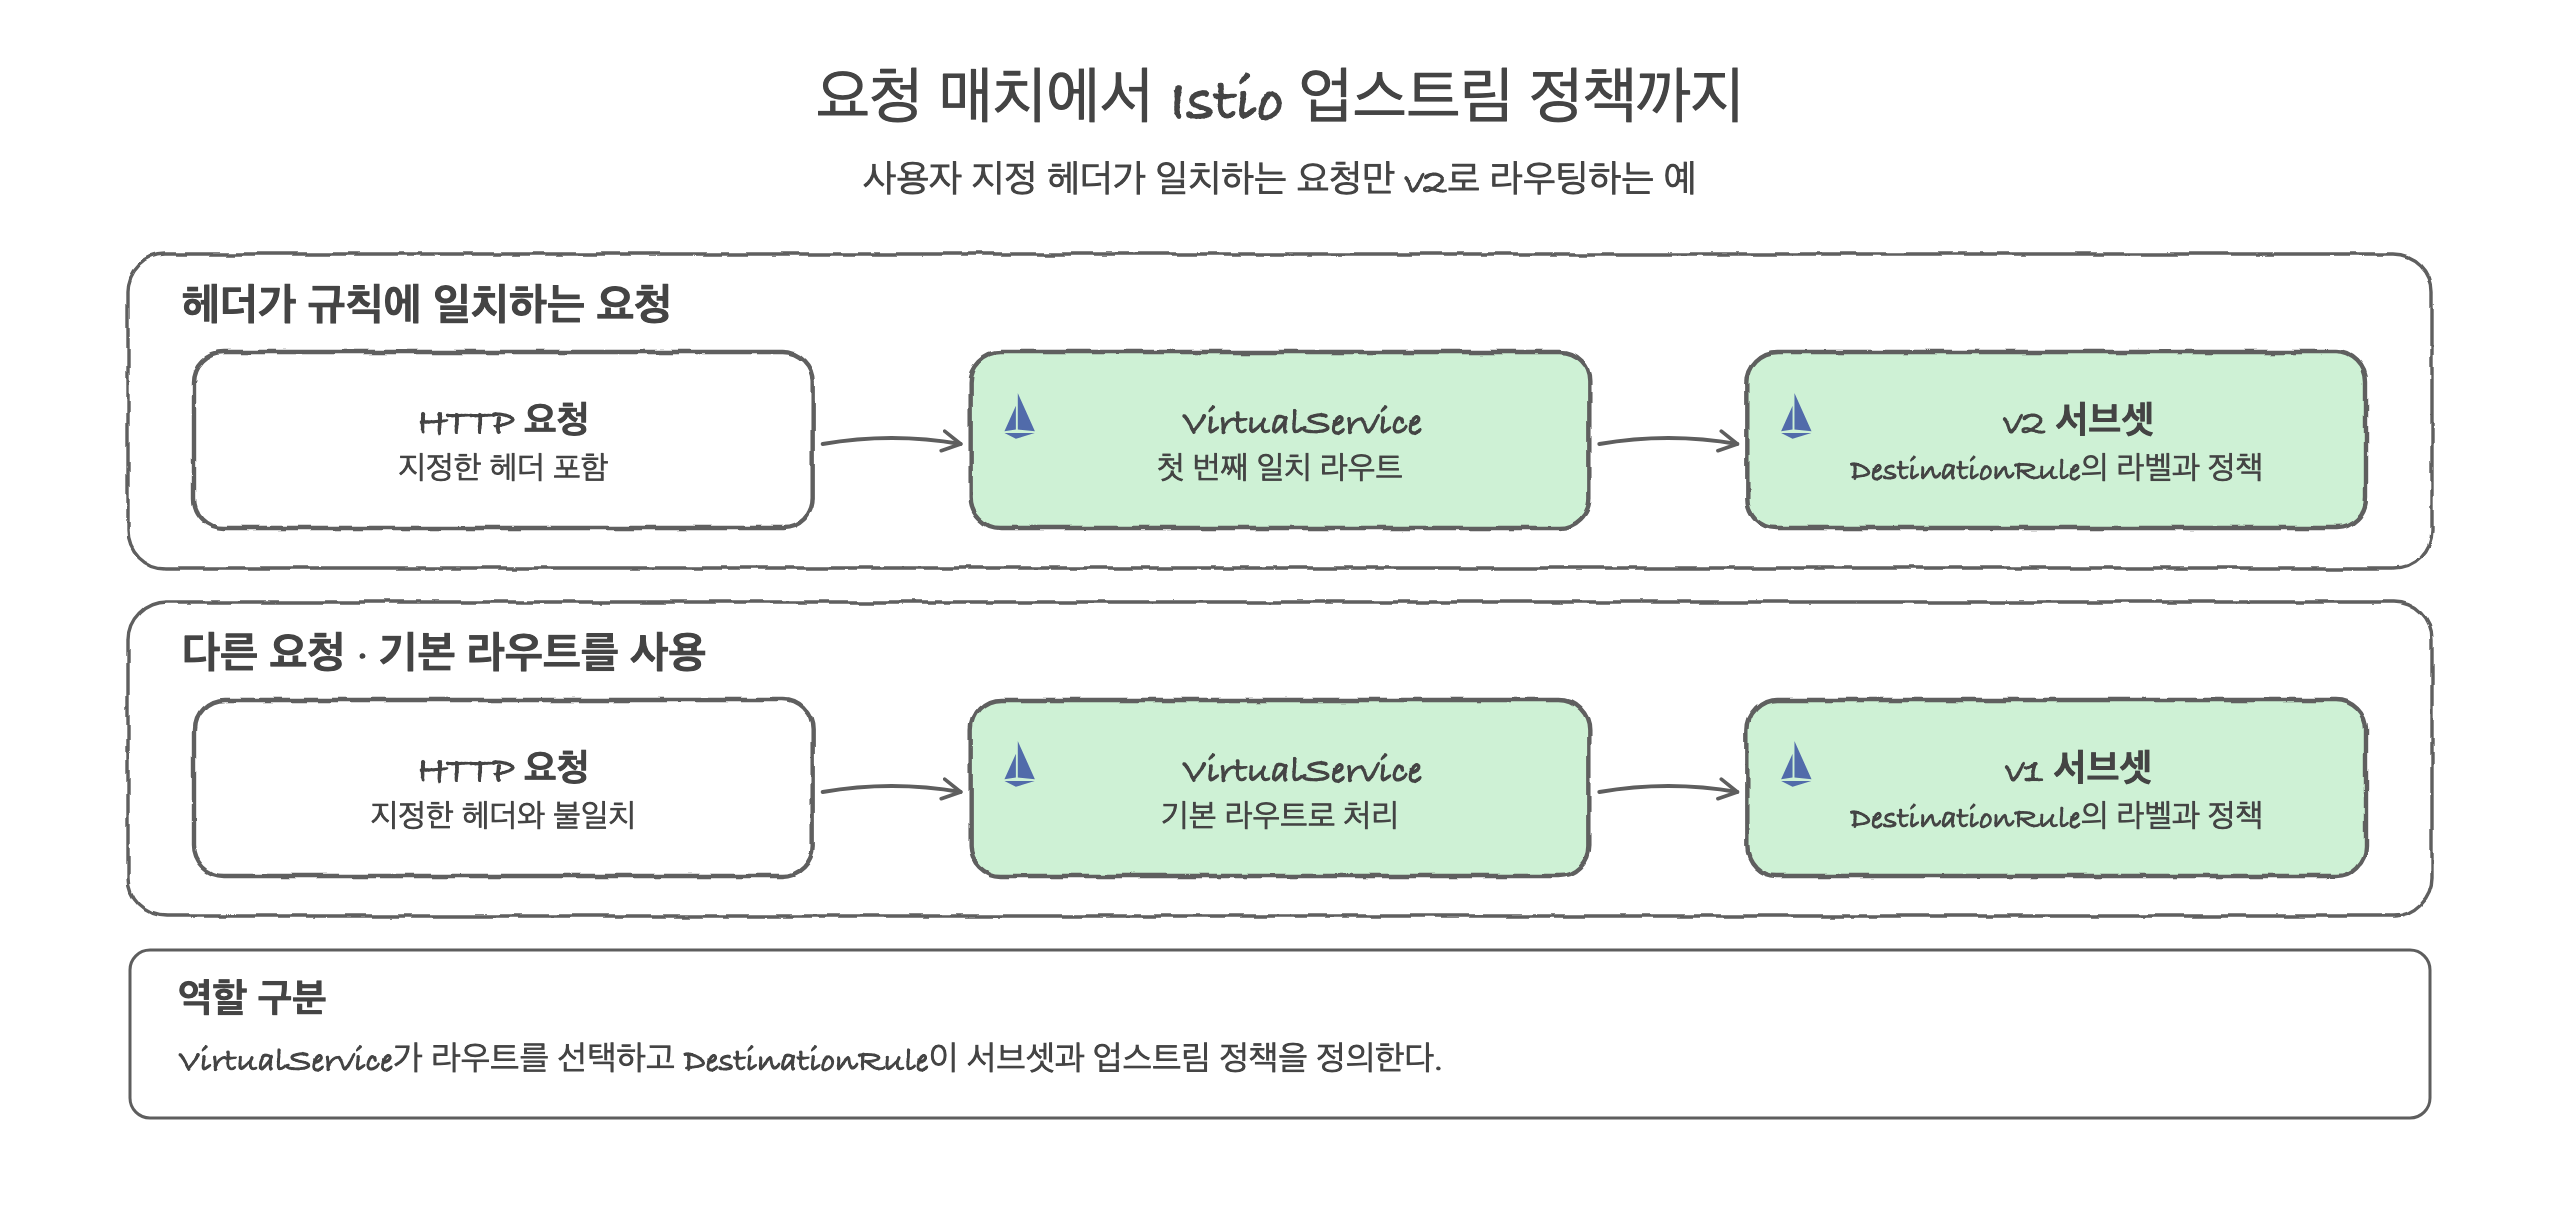 요청 매치에서 Istio 업스트림 정책까지
사용자 지정 헤더가 일치하는 요청만 v2로 라우팅하는 예
헤더가 규칙에 일치하는 요청
HTTP 요청
지정한 헤더 포함
VirtualService
첫 번째 일치 라우트
v2 서브셋
DestinationRule의 라벨과 정책
다른 요청 · 기본 라우트를 사용
HTTP 요청
지정한 헤더와 불일치
VirtualService
기본 라우트로 처리
v1 서브셋
DestinationRule의 라벨과 정책
역할 구분
VirtualService가 라우트를 선택하고 DestinationRule이 서브셋과 업스트림 정책을 정의한다.